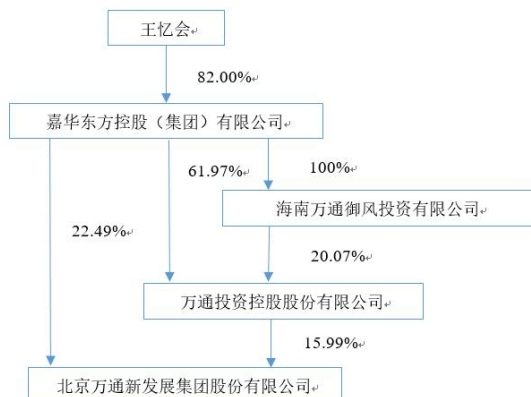 王忆会
82.00%
嘉华东方控股（集团）有限公司
61.97%
100%
海南万通御风投资有限公司
22.49%
20.07%
万通投资控股股份有限公司
15.99%
北京万通新发展集团股份有限公司